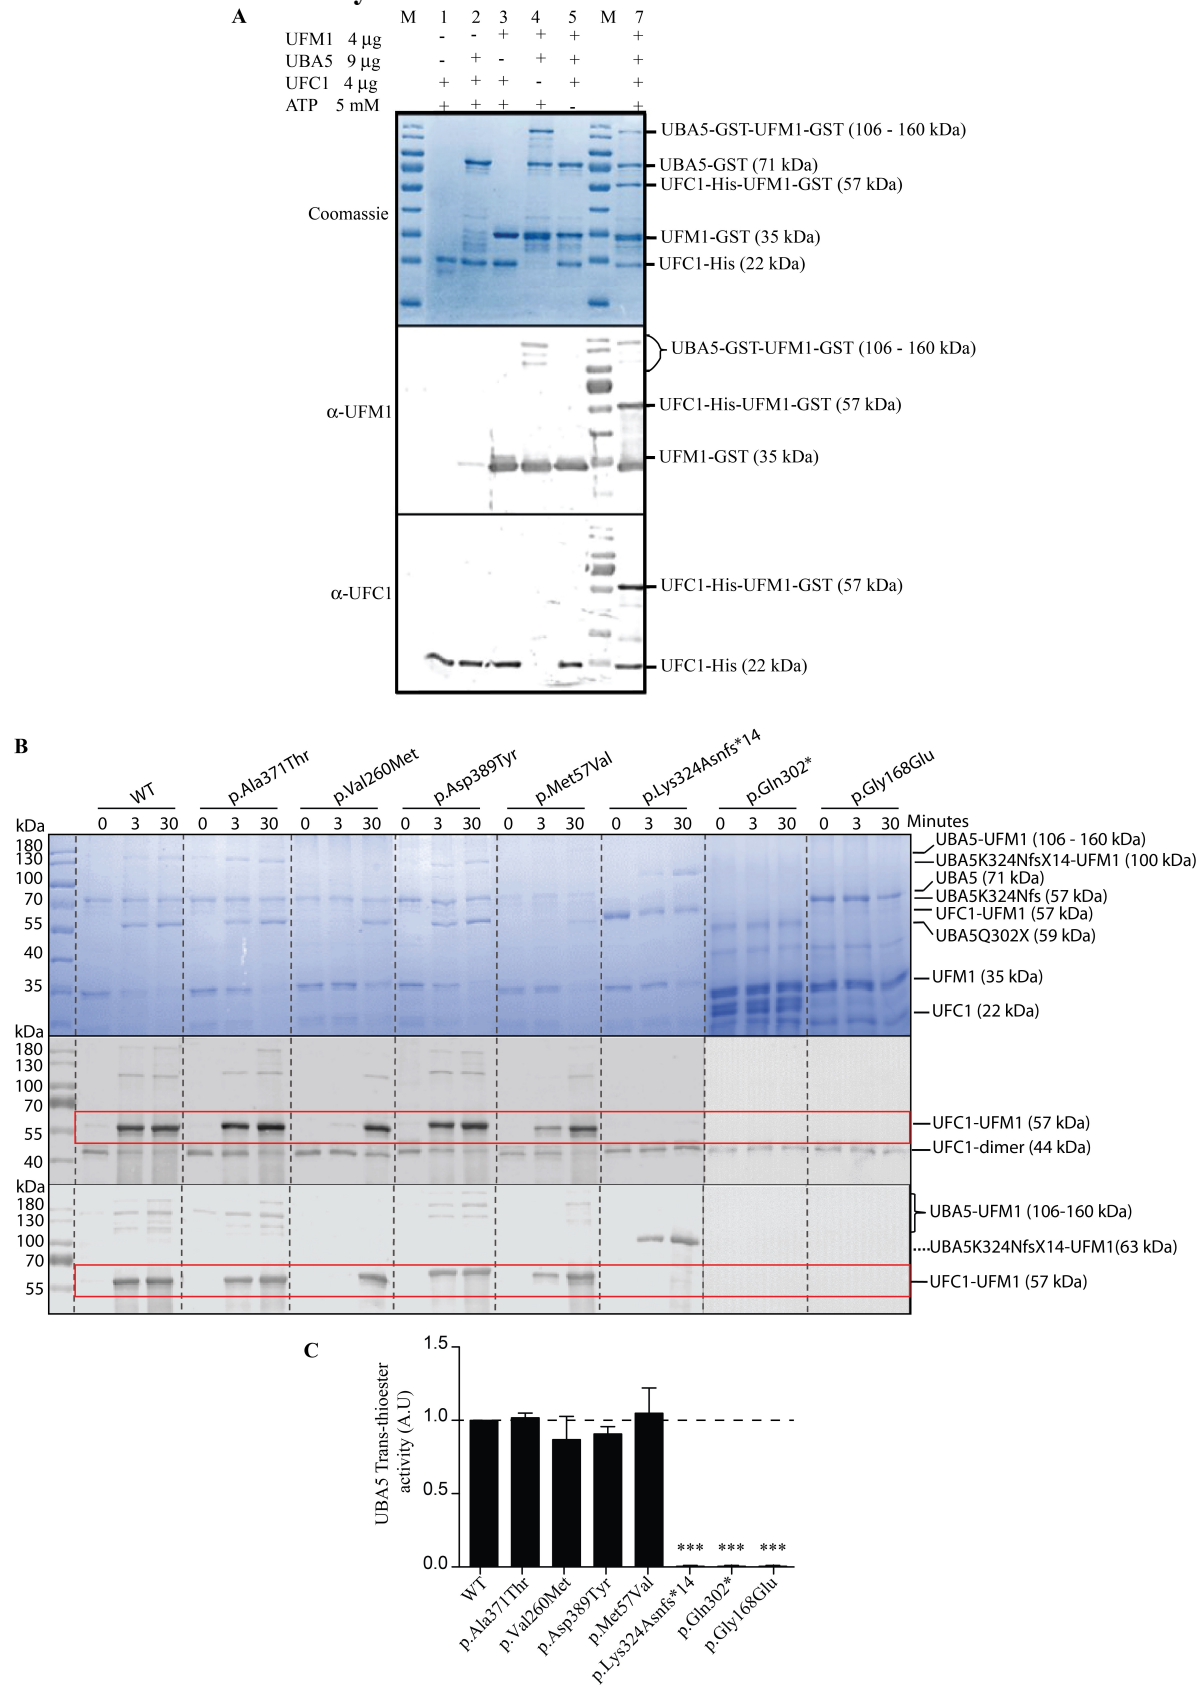 A
M 1 2 3 4 5 M 7
UFM1 4 µg - - + + + +
UBA5 9 µg - + - + + +
UFC1 4 µg + + + - + +
ATP 5 mM + + + + - +
Coomassie
UBA5-GST-UFM1-GST (106 - 160 kDa)
UBA5-GST (71 kDa)
UFC1-His-UFM1-GST (57 kDa)
UFM1-GST (35 kDa)
UFC1-His (22 kDa)
α-UFM1
UBA5-GST-UFM1-GST (106 - 160 kDa)
UFC1-His-UFM1-GST (57 kDa)
UFM1-GST (35 kDa)
α-UFC1
UFC1-His-UFM1-GST (57 kDa)
UFC1-His (22 kDa)
B
WT p.Ala371Thr p.Val260Met p.Asp389Tyr p.Met57Val p.Lys324Asnfs*14 p.Gln302* p.Gly168Glu
kDa 0 3 30 0 3 30 0 3 30 0 3 30 0 3 30 0 3 30 0 3 30 0 3 30 Minutes
180
130
100
70
55
40
35
UBA5-UFM1 (106 - 160 kDa)
UBA5K324NfsX14-UFM1 (100 kDa)
UBA5 (71 kDa)
UBA5K324Nfs (57 kDa)
UFC1-UFM1 (57 kDa)
UBA5Q302X (59 kDa)
UFM1 (35 kDa)
UFC1 (22 kDa)
kDa
180
130
100
70
55
40
UFC1-UFM1 (57 kDa)
UFC1-dimer (44 kDa)
kDa
180
130
100
70
55
UBA5-UFM1 (106-160 kDa)
UBA5K324NfsX14-UFM1(63 kDa)
UFC1-UFM1 (57 kDa)
C
UBA5 Trans-thioester
activity (A.U)
1.5
1.0
0.5
0.0
*** *** ***
WT p.Ala371Thr p.Val260Met p.Asp389Tyr p.Met57Val p.Lys324Asnfs*14 p.Gln302* p.Gly168Glu